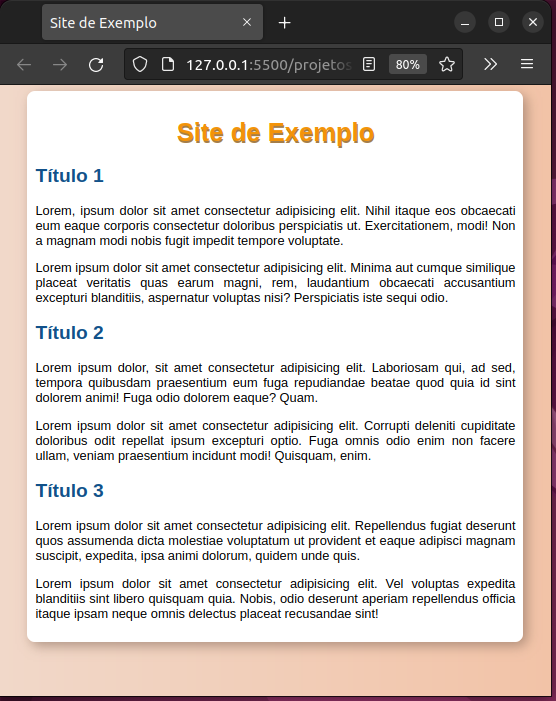 Site de Exemplo
127.0.0.1:5500/projetos
80%
Site de Exemplo
Título 1
Lorem, ipsum dolor sit amet consectetur adipisicing elit. Nihil itaque eos obcaecati
eum eaque corporis consectetur doloribus perspiciatis ut. Exercitationem, modi! Non
a magnam modi nobis fugit impedit tempore voluptate.
Lorem ipsum dolor sit amet consectetur adipisicing elit. Minima aut cumque similique
placeat veritatis quas earum magni, rem, laudantium obcaecati accusantium
excepturi blanditiis, aspernatur voluptas nisi? Perspiciatis iste sequi odio.
Título 2
Lorem ipsum dolor, sit amet consectetur adipisicing elit. Laboriosam qui, ad sed,
tempora quibusdam praesentium eum fuga repudiandae beatae quod quia id sint
dolorem animi! Fuga odio dolorem eaque? Quam.
Lorem ipsum dolor sit amet consectetur adipisicing elit. Corrupti deleniti cupiditate
doloribus odit repellat ipsum excepturi optio. Fuga omnis odio enim non facere
ullam, veniam praesentium incidunt modi! Quisquam, enim.
Título 3
Lorem ipsum dolor sit amet consectetur adipisicing elit. Repellendus fugiat deserunt
quos assumenda dicta molestiae voluptatum ut provident et eaque adipisci magnam
suscipit, expedita, ipsa animi dolorum, quidem unde quis.
Lorem ipsum dolor sit amet consectetur adipisicing elit. Vel voluptas expedita
blanditiis sint libero quisquam quia. Nobis, odio deserunt aperiam repellendus officia
itaque ipsam neque omnis delectus placeat recusandae sint!